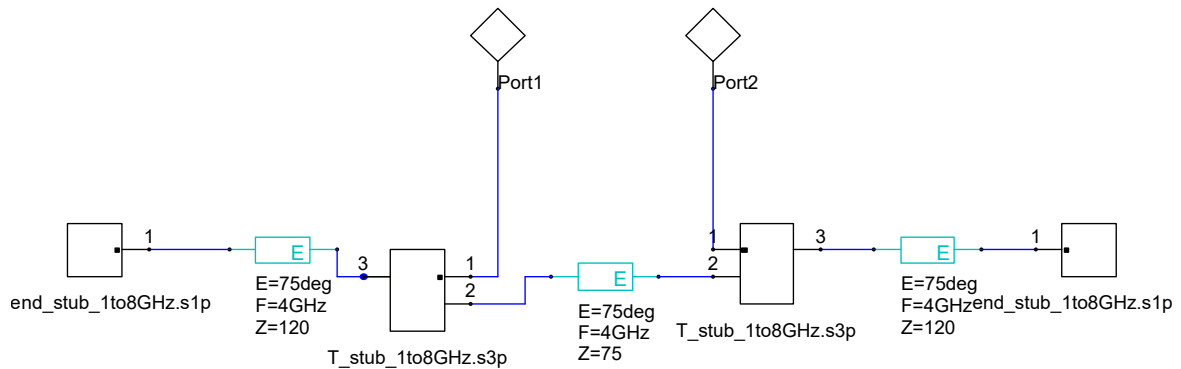 Port1
Port2
1
E
3
1
2
E
1
2
3
E
1
end_stub_1to8GHz.s1p
E=75deg
F=4GHz
Z=120
T_stub_1to8GHz.s3p
E=75deg
F=4GHz
Z=75
T_stub_1to8GHz.s3p
E=75deg
F=4GHz
Z=120
end_stub_1to8GHz.s1p